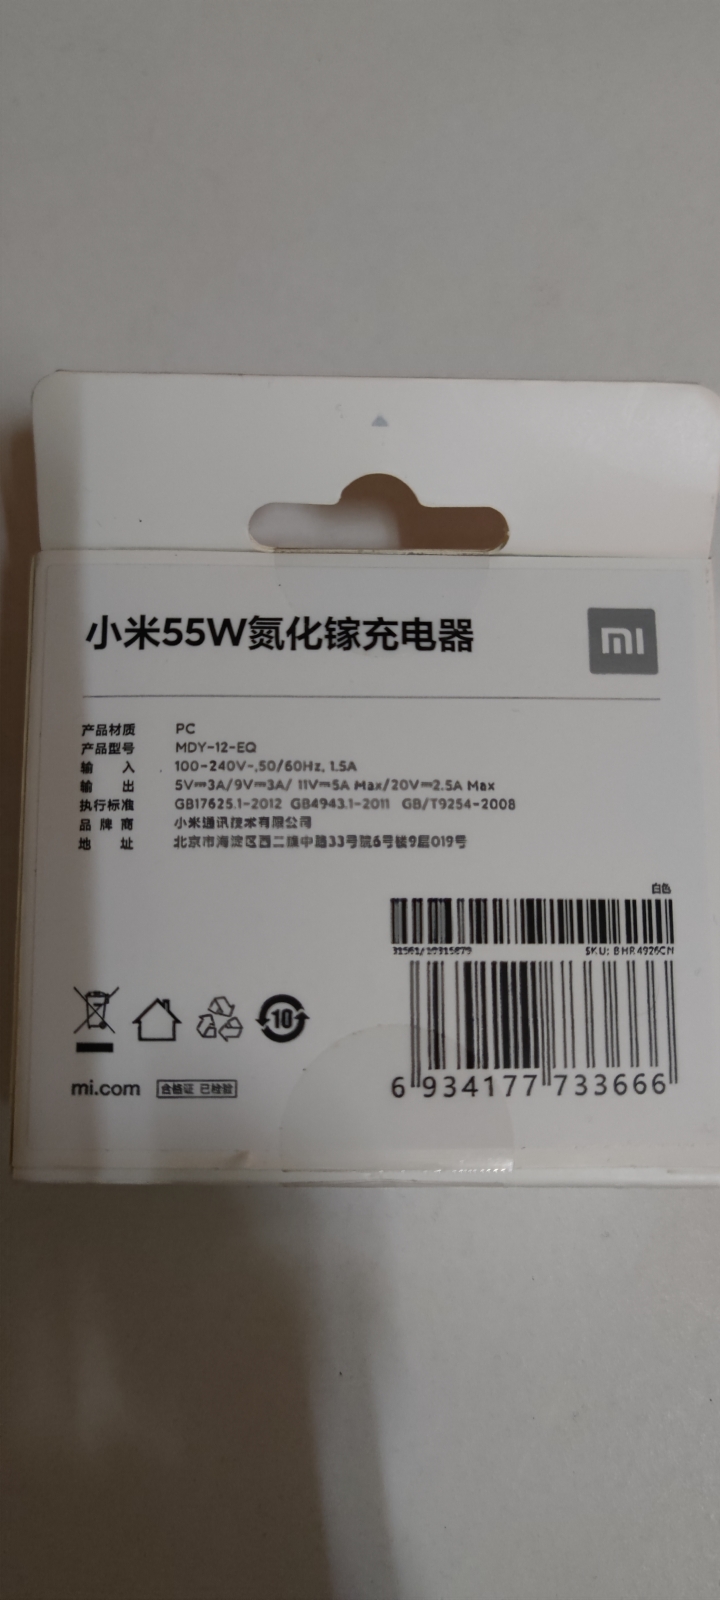 小米55W氮化镓充电器
mi
产品材质 PC
产品型号 MDY-12-EQ
输 入 100-240V~,50/60Hz, 1.5A
输 出 5V⎓3A/9V⎓3A/ 11V⎓5A Max/20V⎓2.5A Max
执行标准 GB17625.1-2012 GB4943.1-2011 GB/T9254-2008
品 牌 商 小米通讯技术有限公司
地 址 北京市海淀区西二旗中路33号院6号楼9层019号
白色
SKU: BHR4926CN
10
mi.com 合格证 已检验
6 934177 733666